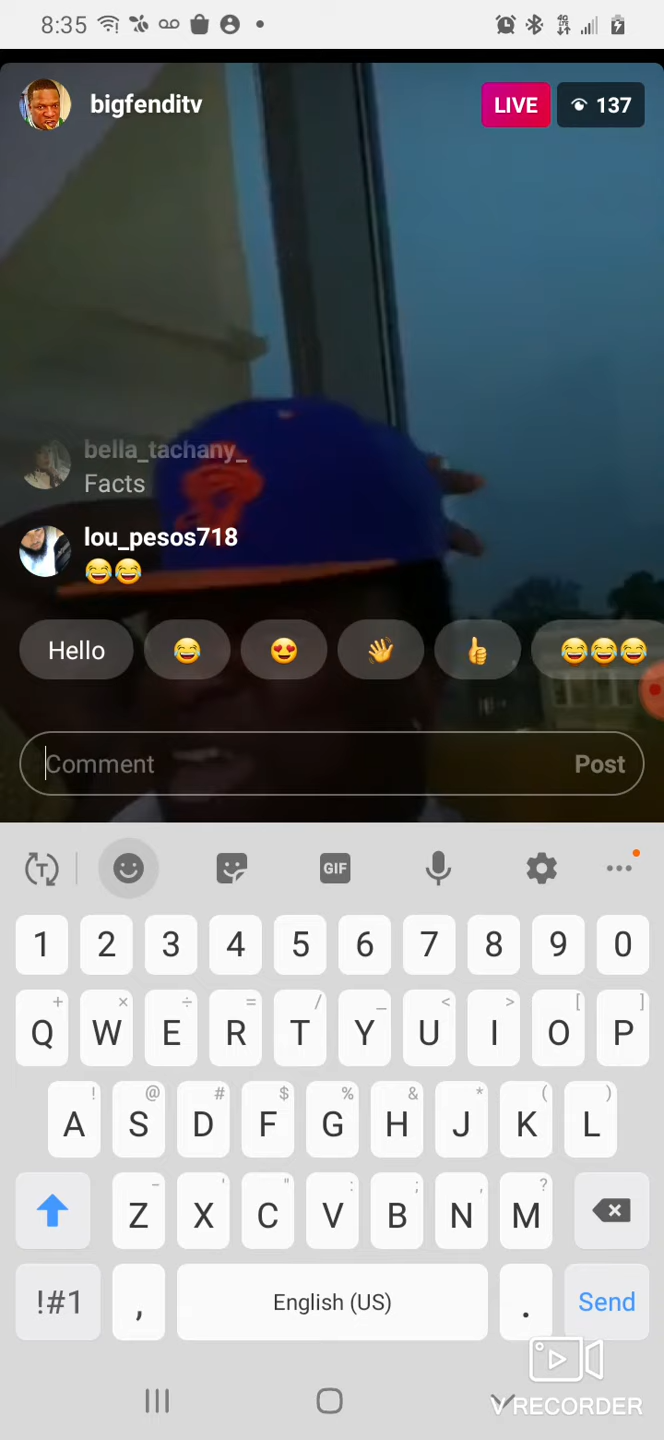 8:35
bigfenditv
LIVE 137
bella_tachany_
Facts
lou_pesos718
😂😂
Hello 😂 😍 👋 👍 😂😂😂
Comment Post
T GIF
1 2 3 4 5 6 7 8 9 0
+ × ÷ = / _ < > [ ]
Q W E R T Y U I O P
! @ # $ % & * ( )
A S D F G H J K L
- ' " : ; , ?
Z X C V B N M
!#1 , English (US) . Send
V RECORDER